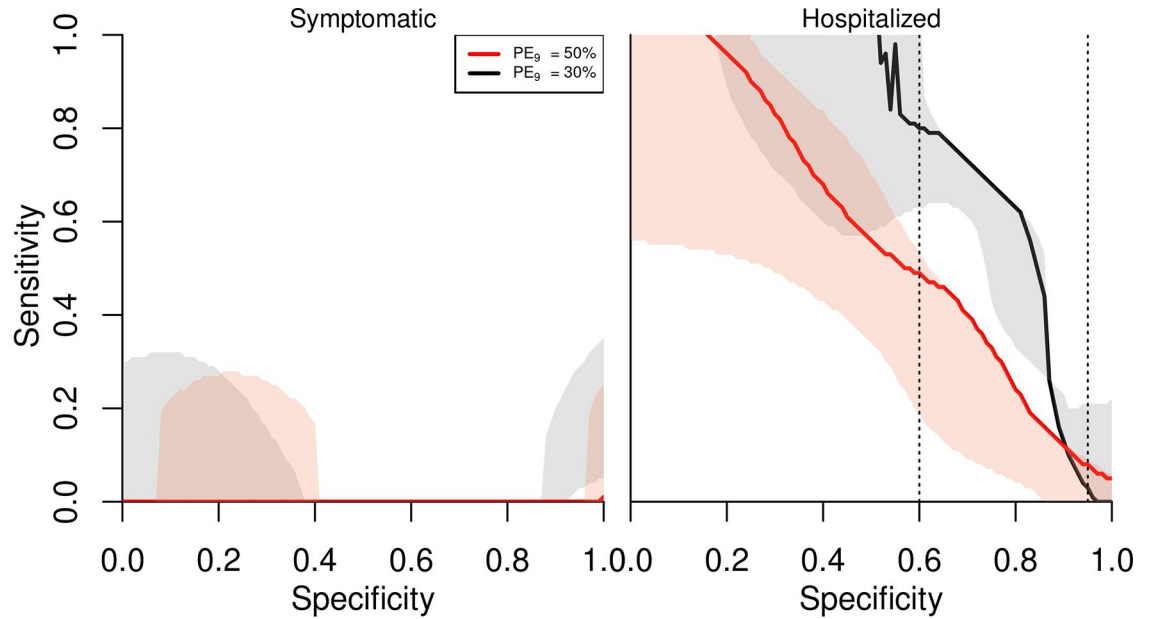 Symptomatic
Hospitalized
PE9 = 50%
PE9 = 30%
Sensitivity
1.0
0.8
0.6
0.4
0.2
0.0
0.0 0.2 0.4 0.6 0.8 1.0
0.0 0.2 0.4 0.6 0.8 1.0
Specificity
Specificity